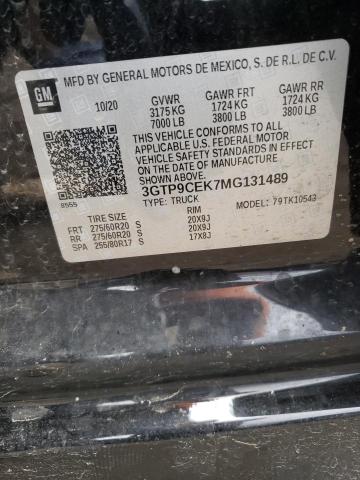 GM
MFD BY GENERAL MOTORS DE MEXICO, S. DE R.L. DE C.V.
10/20 GVWR GAWR FRT GAWR RR
3175 KG 1724 KG 1724 KG
7000 LB 3800 LB 3800 LB
THIS VEHICLE CONFORMS TO ALL APPLICABLE U.S. FEDERAL MOTOR
VEHICLE SAFETY STANDARDS IN EFFECT ON
THE DATE OF MANUFACTURE SHOWN ABOVE.
3GTP9CEK7MG131489
8555 TYPE: TRUCK MODEL: 79TK10543
TIRE SIZE RIM
FRT 275/60R20 S 20X9J
RR 275/60R20 S 20X9J
SPA 255/80R17 S 17X8J